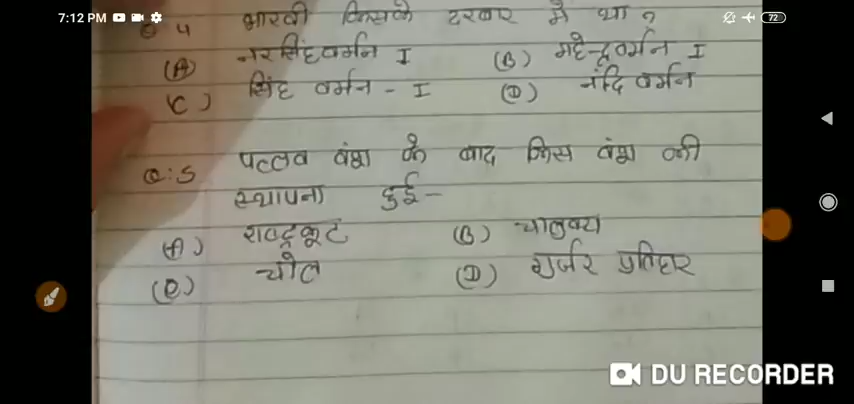 7:12 PM 72
Q 4 भारवी किसके दरबार मे था ?
(A) नरसिंहवर्मन I (B) महेन्द्रवर्मन I
(C) सिंह वर्मन - I (D) नंदि वर्मन
Q:5 पल्लव वंश के बाद किस वंश की
स्थापना हुई-
(A) राष्ट्रकूट (B) चालुक्य
(C) चोल (D) गुर्जर प्रतिहार
DU RECORDER